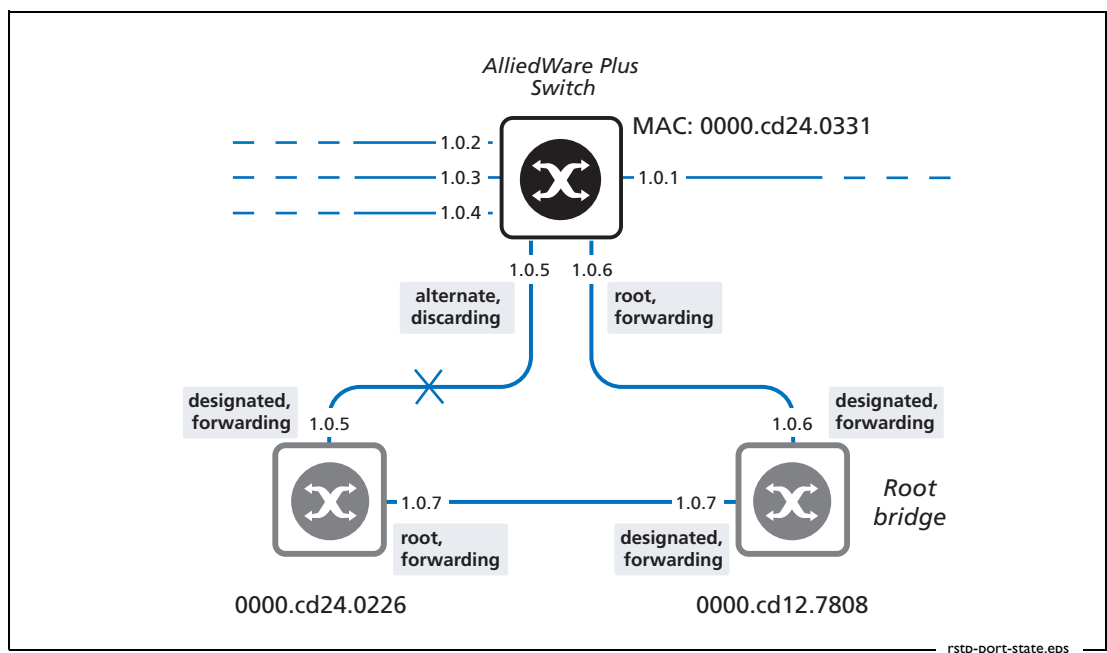 AlliedWare Plus
Switch
MAC: 0000.cd24.0331
1.0.2
1.0.3
1.0.1
1.0.4
1.0.5
1.0.6
alternate,
discarding
root,
forwarding
designated,
forwarding
1.0.5
1.0.6
designated,
forwarding
1.0.7
1.0.7
Root
bridge
root,
forwarding
designated,
forwarding
0000.cd24.0226
0000.cd12.7808
rstp-port-state.eps